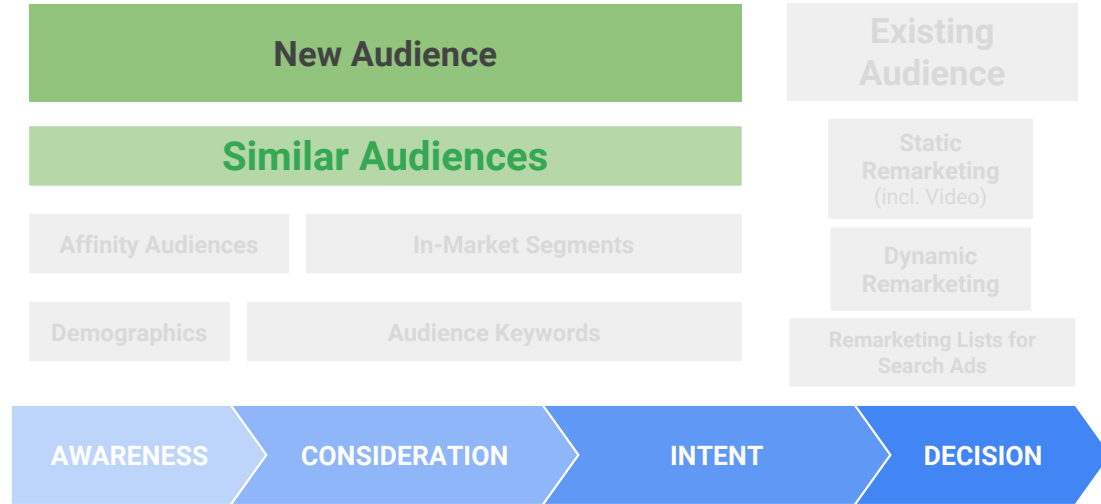 New Audience
Existing
Audience
Similar Audiences
Static
Remarketing
(incl. Video)
Affinity Audiences
In-Market Segments
Dynamic
Remarketing
Demographics
Audience Keywords
Remarketing Lists for
Search Ads
AWARENESS
CONSIDERATION
INTENT
DECISION